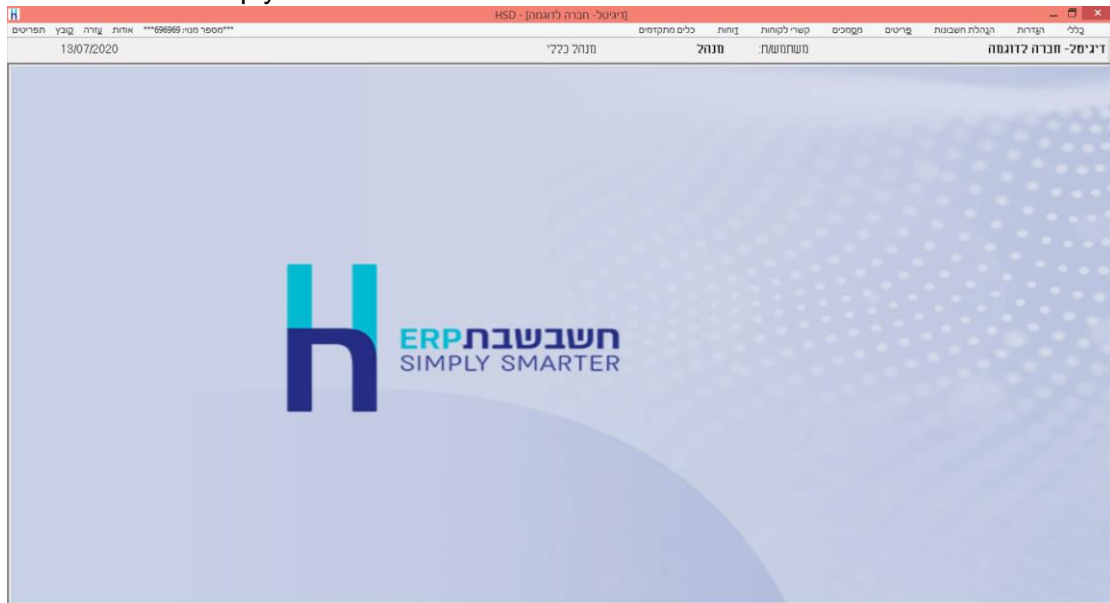 HSD - [דיגיטל- חברה לדוגמה]
כללי הגדרות הנהלת חשבונות פריטים מסמכים קשרי לקוחות דוחות כלים מתקדמים ***מספר מנוי: 696969*** אודות עזרה קובץ תפריטים
דיגיטל- חברה לדוגמה משתמש/ת: מנהל מנהל כללי 13/07/2020
חשבשבתERP
SIMPLY SMARTER